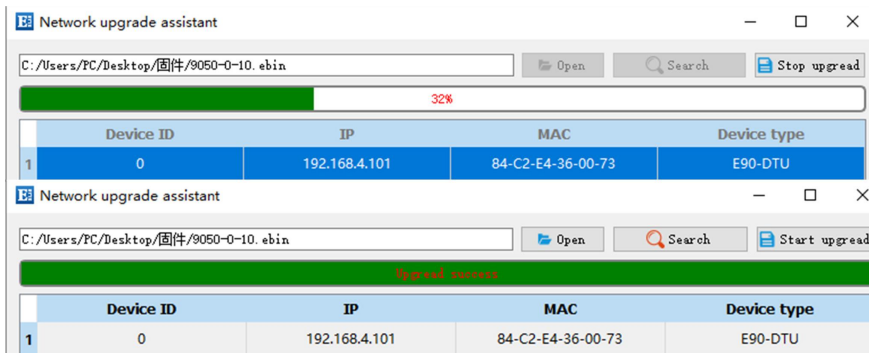 Network upgrade assistant
C:/Users/PC/Desktop/固件/9050-0-10.ebin Open Search Stop upgread
32%
Device ID IP MAC Device type
1 0 192.168.4.101 84-C2-E4-36-00-73 E90-DTU
Network upgrade assistant
C:/Users/PC/Desktop/固件/9050-0-10.ebin Open Search Start upgread
Upgread success
Device ID IP MAC Device type
1 0 192.168.4.101 84-C2-E4-36-00-73 E90-DTU